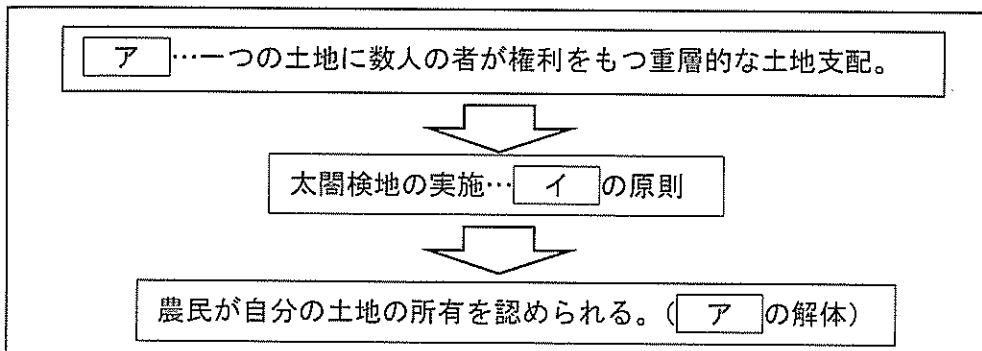 ア…一つの土地に数人の者が権利をもつ重層的な土地支配。
太閤検地の実施…イの原則
農民が自分の土地の所有を認められる。(アの解体)